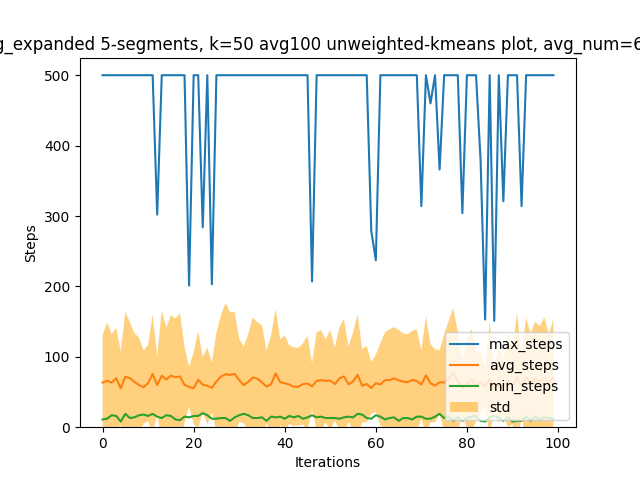 g_expanded 5-segments, k=50 avg100 unweighted-kmeans plot, avg_num=6
500
400
300
200
100
0
Steps
0 20 40 60 80 100
Iterations
max_steps
avg_steps
min_steps
std